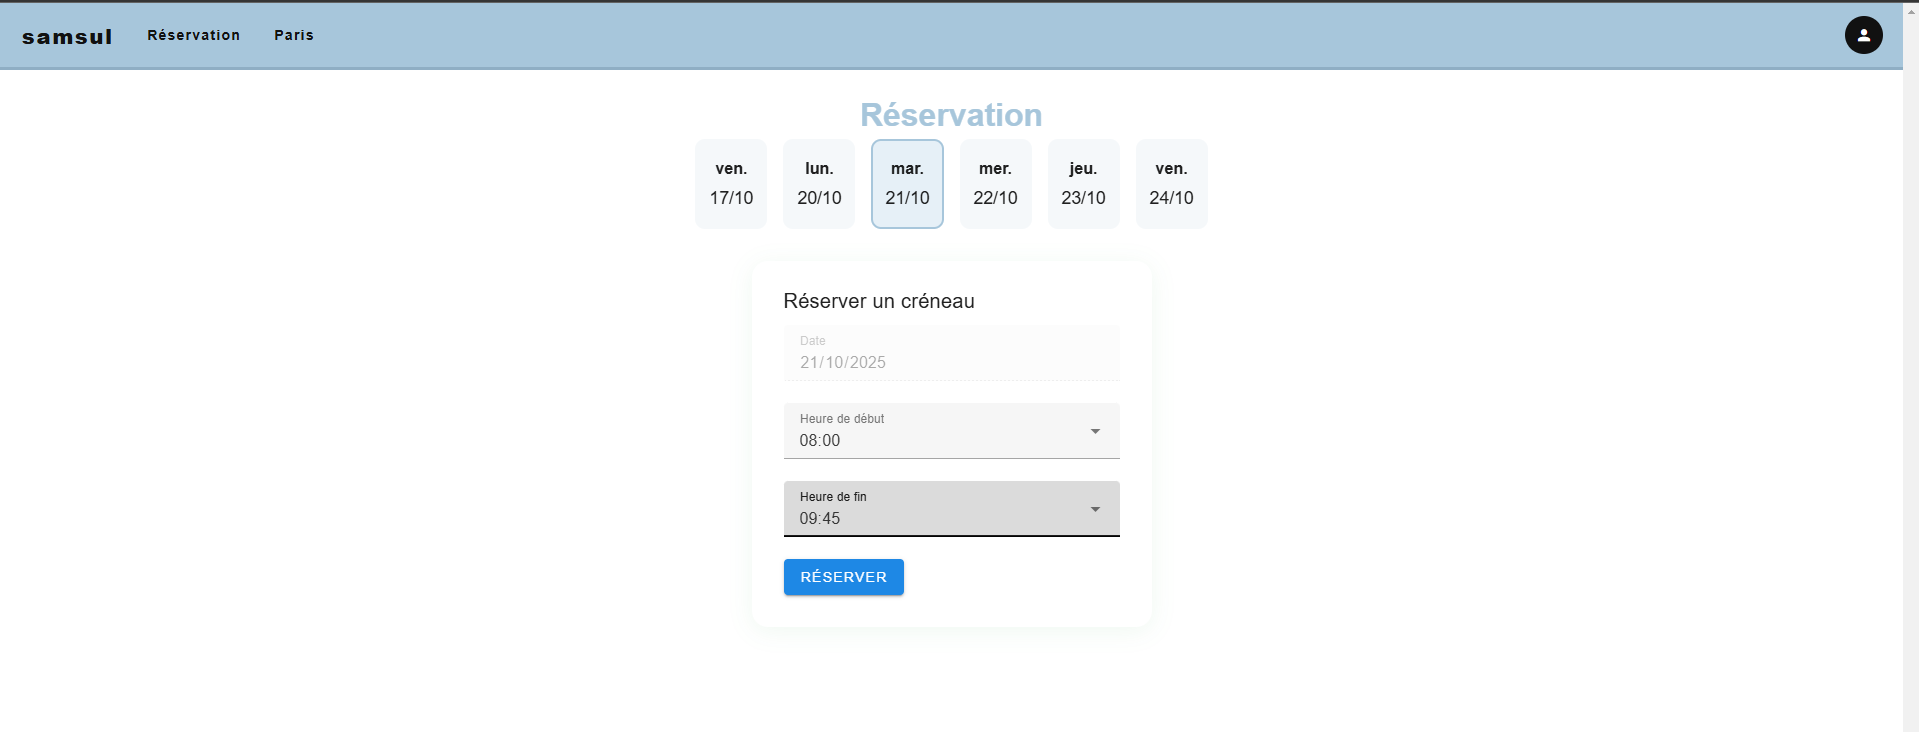 samsul Réservation Paris
Réservation
ven. lun. mar. mer. jeu. ven.
17/10 20/10 21/10 22/10 23/10 24/10
Réserver un créneau
Date
21/10/2025
Heure de début
08:00
Heure de fin
09:45
RÉSERVER